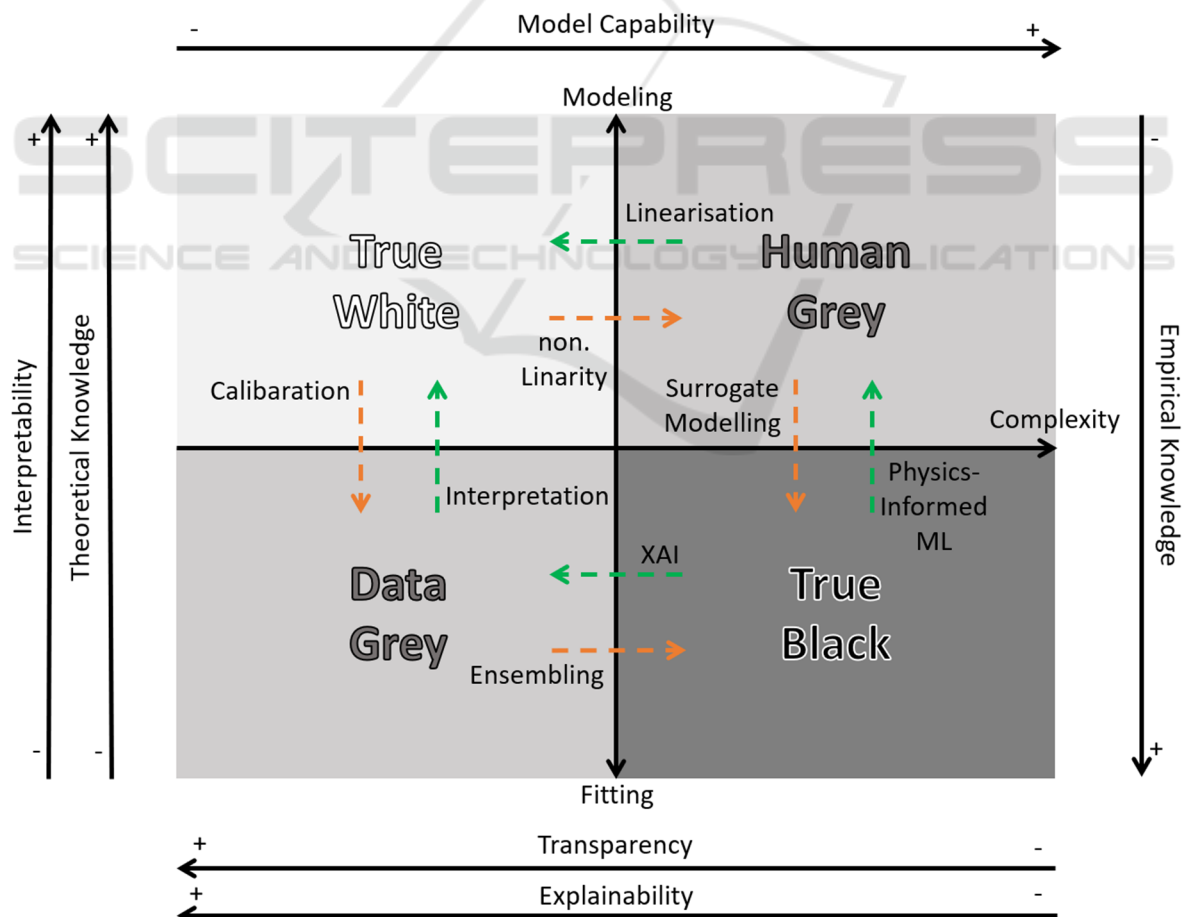 Model Capability
-
+
Modeling
+
+
-
SCITEPRESS
SCIENCE AND TECHNOLOGY PUBLICATIONS
Linearisation
True
White
Human
Grey
non.
Linarity
Calibaration
Surrogate
Modelling
Complexity
Interpretability
Theoretical Knowledge
Empirical Knowledge
Interpretation
Physics-
Informed
ML
XAI
Data
Grey
True
Black
Ensembling
-
-
+
Fitting
+
Transparency
-
+
Explainability
-